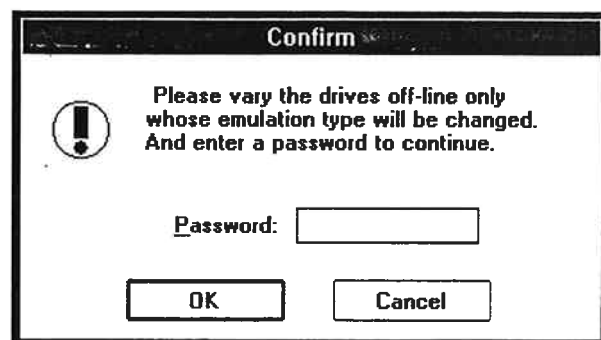 Confirm
Please vary the drives off-line only
whose emulation type will be changed.
And enter a password to continue.
Password:
OK
Cancel